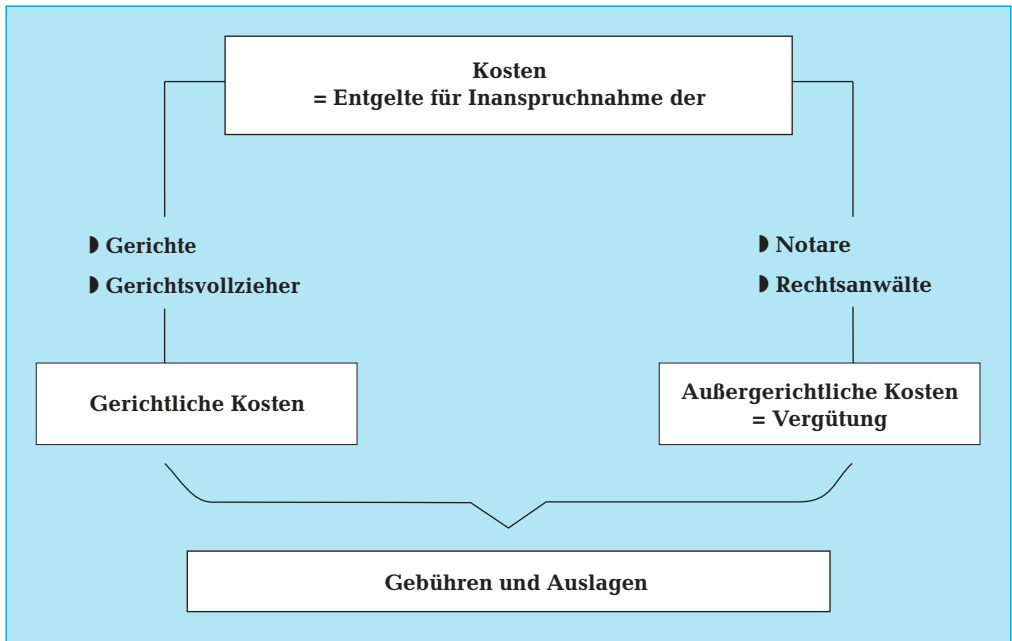 Kosten
= Entgelte für Inanspruchnahme der
◗ Gerichte
◗ Gerichtsvollzieher
◗ Notare
◗ Rechtsanwälte
Gerichtliche Kosten
Außergerichtliche Kosten
= Vergütung
Gebühren und Auslagen